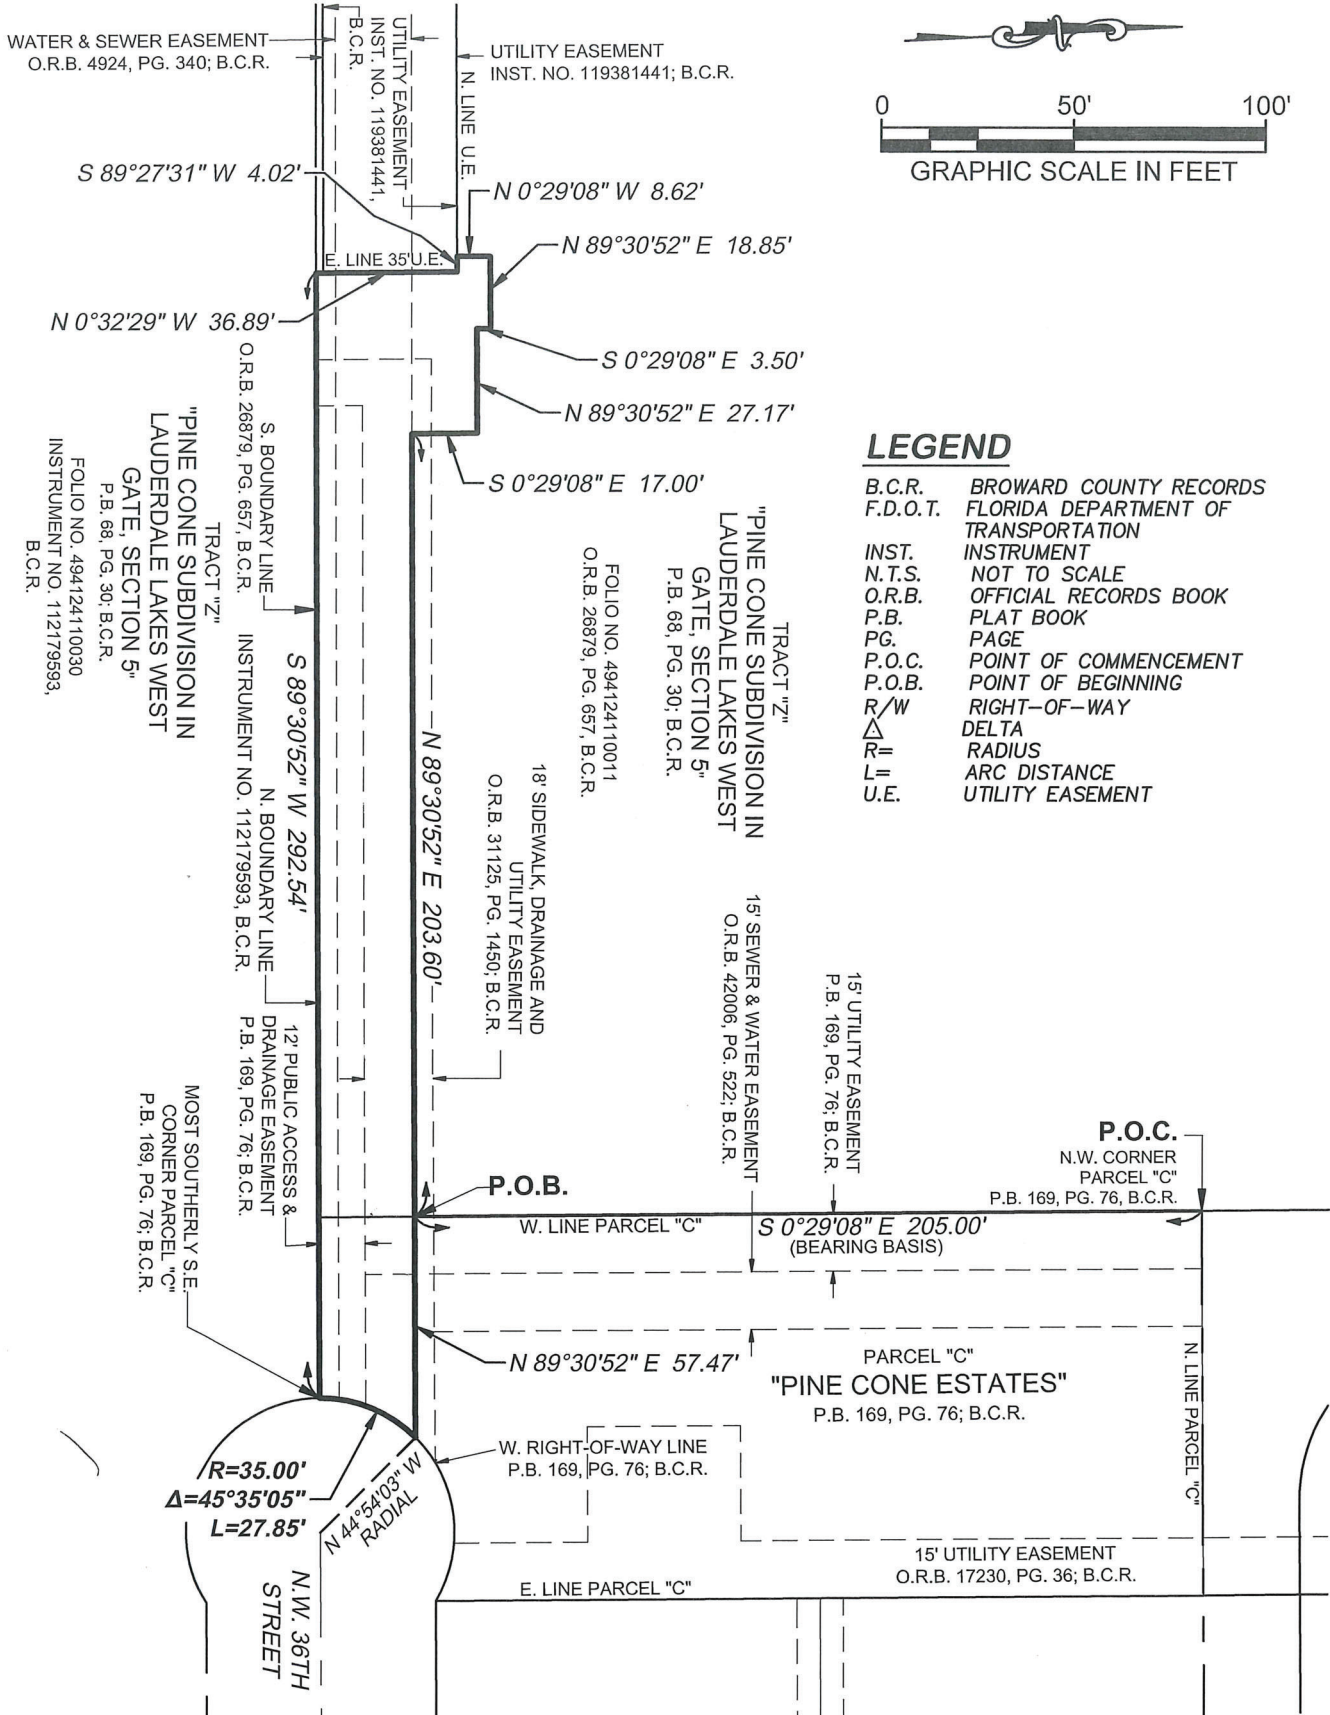 WATER & SEWER EASEMENT
O.R.B. 4924, PG. 340; B.C.R.
B.C.R.
UTILITY EASEMENT
INST. NO. 119381441,
N. LINE U.E.
UTILITY EASEMENT
INST. NO. 119381441; B.C.R.
0 50' 100'
GRAPHIC SCALE IN FEET
S 89°27'31" W 4.02'
N 0°29'08" W 8.62'
N 89°30'52" E 18.85'
E. LINE 35'U.E.
N 0°32'29" W 36.89'
S 0°29'08" E 3.50'
N 89°30'52" E 27.17'
S 0°29'08" E 17.00'
LEGEND
B.C.R. BROWARD COUNTY RECORDS
F.D.O.T. FLORIDA DEPARTMENT OF
TRANSPORTATION
INST. INSTRUMENT
N.T.S. NOT TO SCALE
O.R.B. OFFICIAL RECORDS BOOK
P.B. PLAT BOOK
PG. PAGE
P.O.C. POINT OF COMMENCEMENT
P.O.B. POINT OF BEGINNING
R/W RIGHT-OF-WAY
△ DELTA
R= RADIUS
L= ARC DISTANCE
U.E. UTILITY EASEMENT
S. BOUNDARY LINE
O.R.B. 26879, PG. 657, B.C.R.
TRACT "Z"
"PINE CONE SUBDIVISION IN
LAUDERDALE LAKES WEST
GATE, SECTION 5"
P.B. 68, PG. 30; B.C.R.
FOLIO NO. 494124110030
INSTRUMENT NO. 112179593,
B.C.R.
TRACT "Z"
"PINE CONE SUBDIVISION IN
LAUDERDALE LAKES WEST
GATE, SECTION 5"
P.B. 68, PG. 30; B.C.R.
FOLIO NO. 494124110011
O.R.B. 26879, PG. 657, B.C.R.
S 89°30'52" W 292.54'
N. BOUNDARY LINE
INSTRUMENT NO. 112179593, B.C.R.
N 89°30'52" E 203.60'
18' SIDEWALK, DRAINAGE AND
UTILITY EASEMENT
O.R.B. 31125, PG. 1450; B.C.R.
15' SEWER & WATER EASEMENT
O.R.B. 42006, PG. 522; B.C.R.
15' UTILITY EASEMENT
P.B. 169, PG. 76; B.C.R.
12' PUBLIC ACCESS &
DRAINAGE EASEMENT
P.B. 169, PG. 76; B.C.R.
MOST SOUTHERLY S.E.
CORNER PARCEL "C"
P.B. 169, PG. 76; B.C.R.
P.O.C.
N.W. CORNER
PARCEL "C"
P.B. 169, PG. 76, B.C.R.
P.O.B.
W. LINE PARCEL "C"
S 0°29'08" E 205.00'
(BEARING BASIS)
N 89°30'52" E 57.47'
PARCEL "C"
"PINE CONE ESTATES"
P.B. 169, PG. 76; B.C.R.
N. LINE PARCEL "C"
W. RIGHT-OF-WAY LINE
P.B. 169, PG. 76; B.C.R.
R=35.00'
Δ=45°35'05"
L=27.85'
N 44°54'03" W
RADIAL
15' UTILITY EASEMENT
O.R.B. 17230, PG. 36; B.C.R.
E. LINE PARCEL "C"
N.W. 36TH
STREET